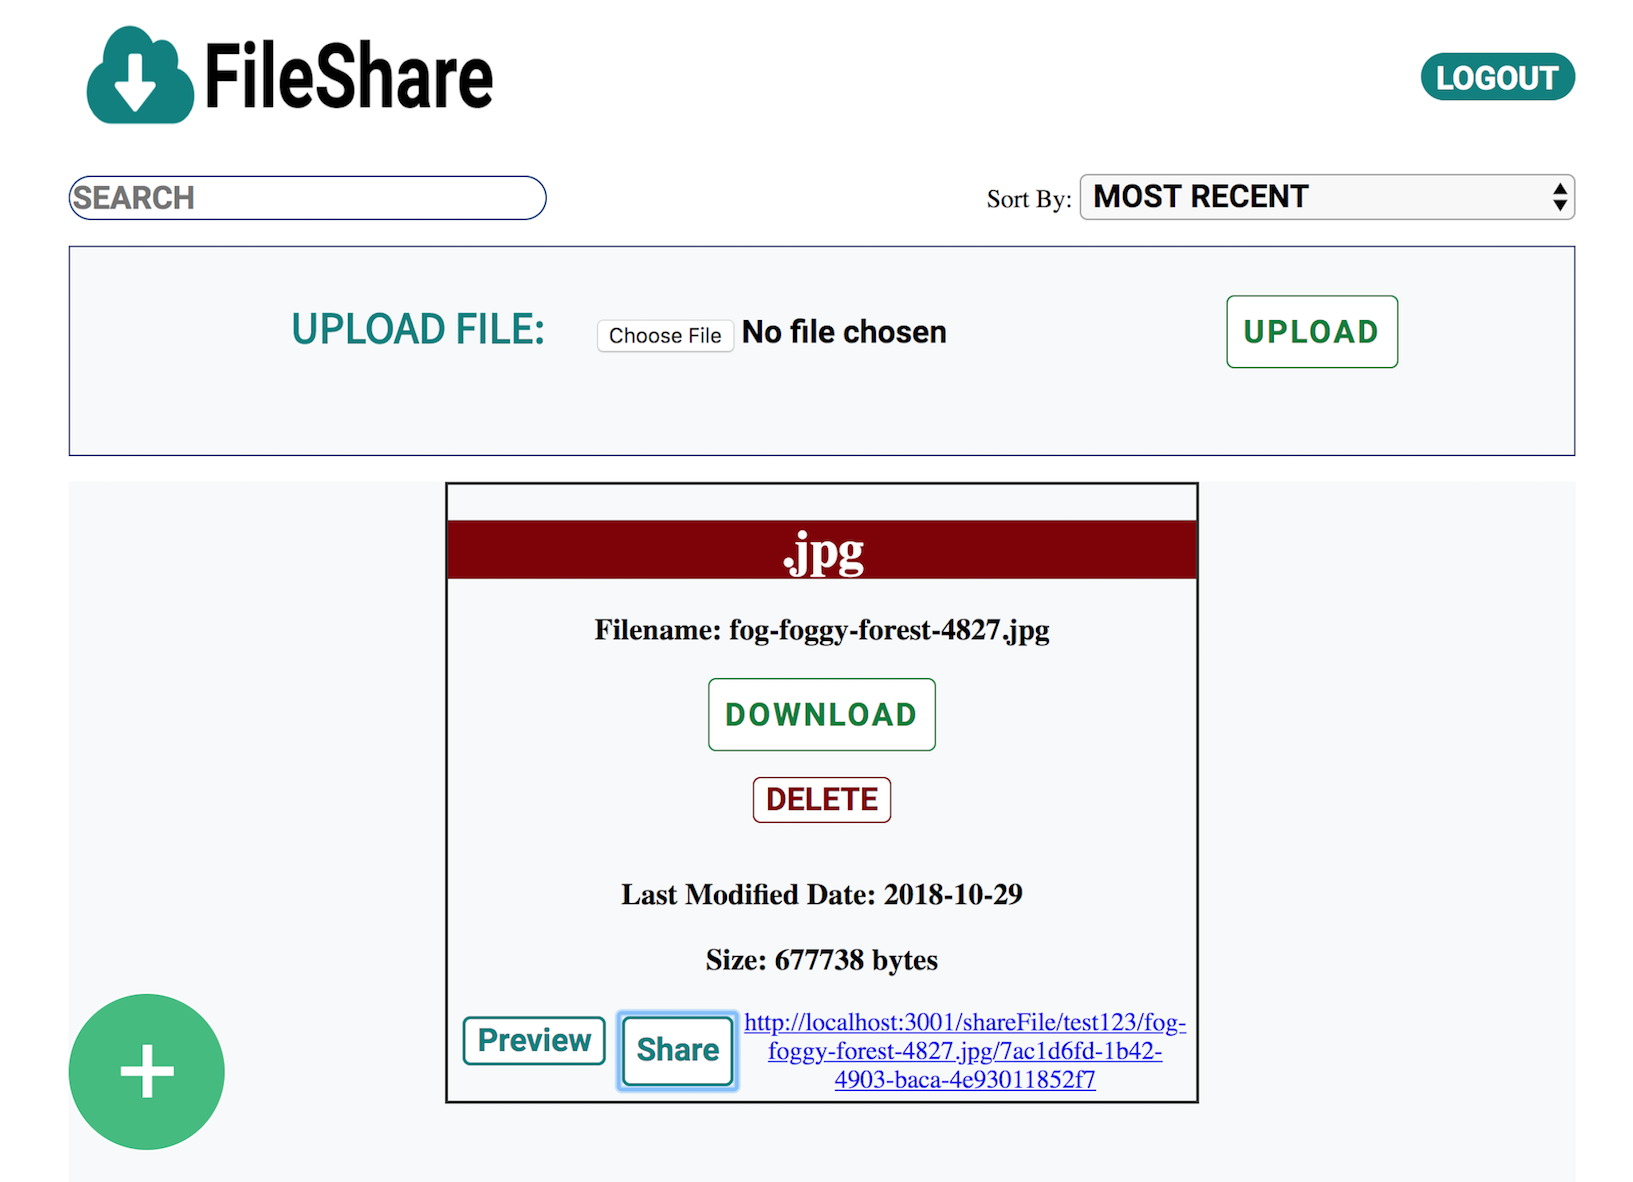 FileShare
LOGOUT
SEARCH
Sort By: MOST RECENT
UPLOAD FILE: Choose File No file chosen UPLOAD
.jpg
Filename: fog-foggy-forest-4827.jpg
DOWNLOAD
DELETE
Last Modified Date: 2018-10-29
Size: 677738 bytes
Preview
Share
http://localhost:3001/shareFile/test123/fog-
foggy-forest-4827.jpg/7ac1d6fd-1b42-
4903-baca-4e93011852f7
+